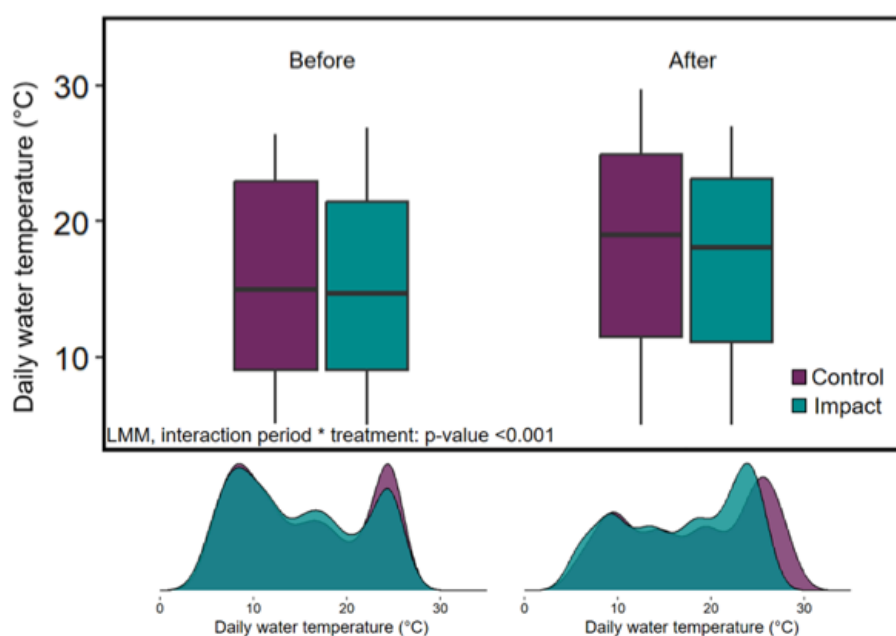 Before
After
Daily water temperature (°C)
30
20
10
Control
Impact
LMM, interaction period * treatment: p-value <0.001
0 10 20 30
Daily water temperature (°C)
0 10 20 30
Daily water temperature (°C)